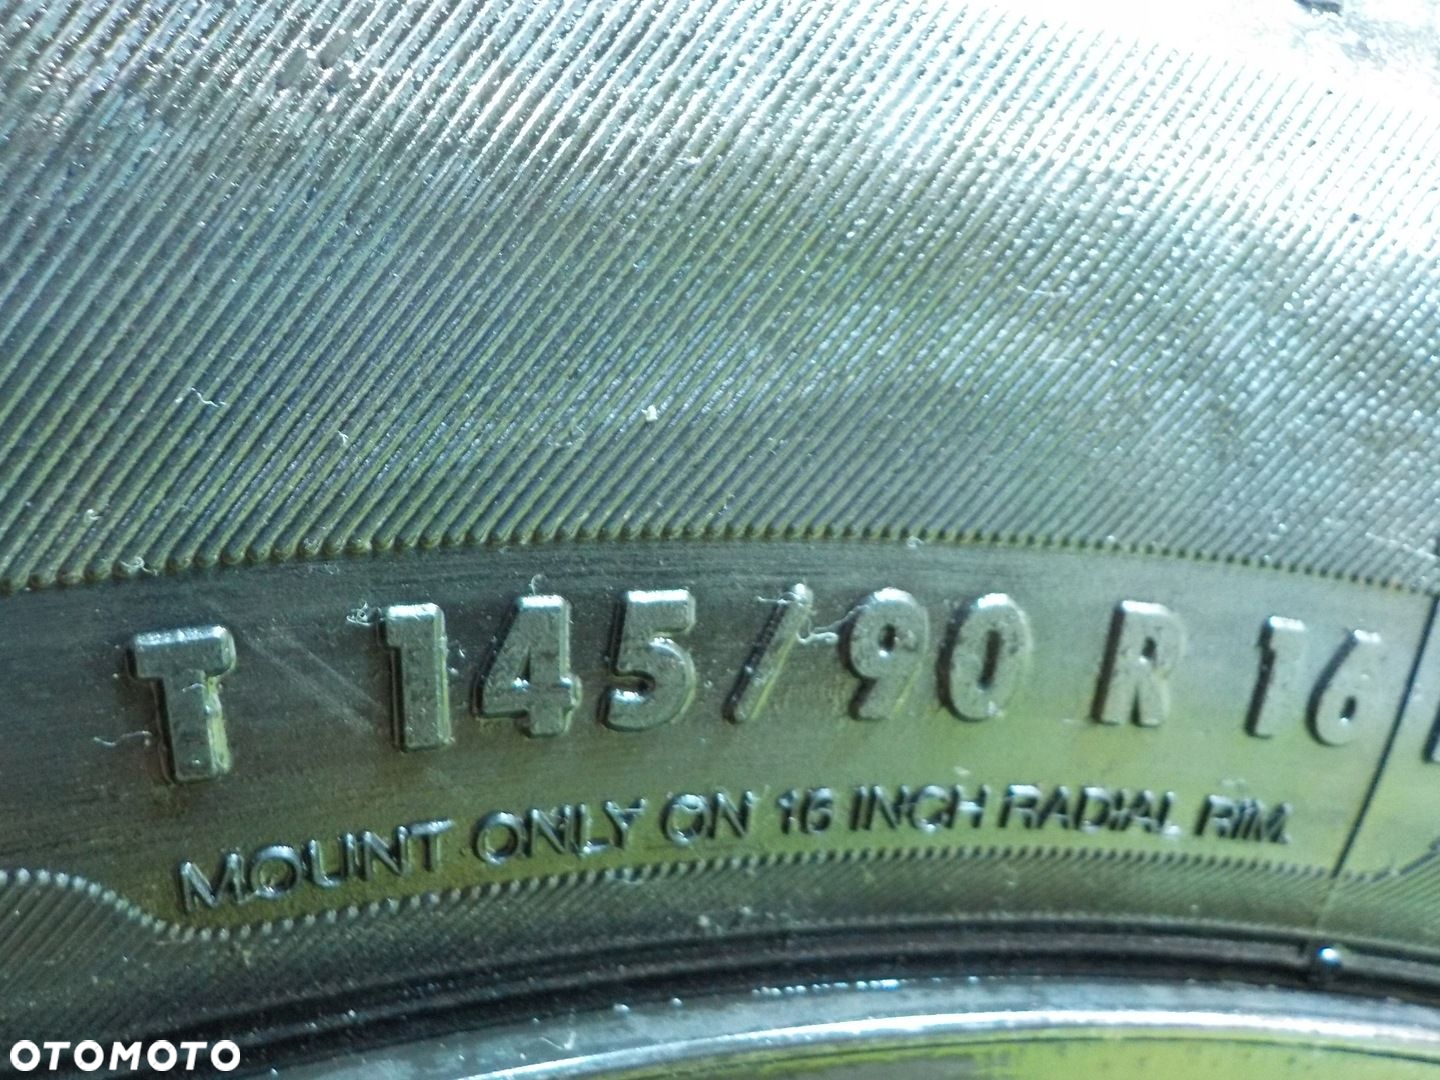 T 145/90 R 16
MOUNT ONLY ON 16 INCH RADIAL RIM.
OTOMOTO